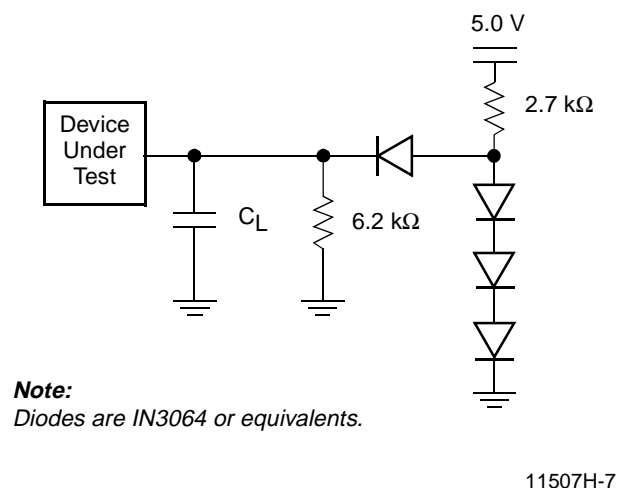 5.0 V
2.7 kΩ
Device
Under
Test
CL
6.2 kΩ
Note:
Diodes are IN3064 or equivalents.
11507H-7